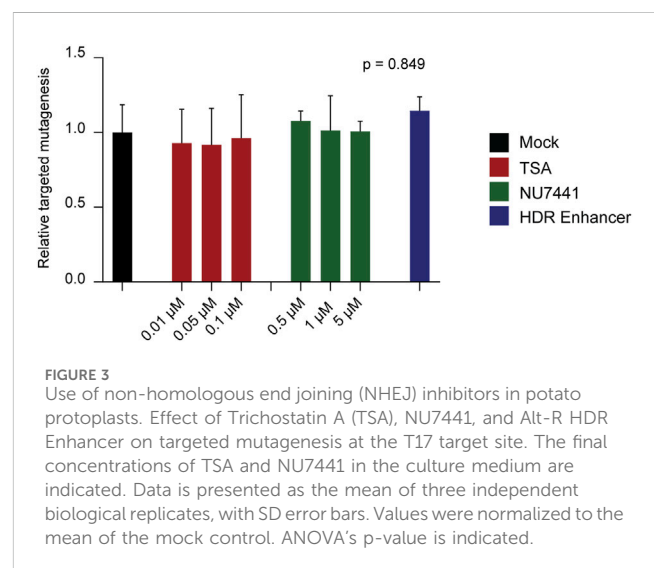 1.5
p = 0.849
Relative targeted mutagenesis
1.0
0.5
0.0
Mock
TSA
NU7441
HDR Enhancer
0.01 µM
0.05 µM
0.1 µM
0.5 µM
1 µM
5 µM
FIGURE 3
Use of non-homologous end joining (NHEJ) inhibitors in potato
protoplasts. Effect of Trichostatin A (TSA), NU7441, and Alt-R HDR
Enhancer on targeted mutagenesis at the T17 target site. The final
concentrations of TSA and NU7441 in the culture medium are
indicated. Data is presented as the mean of three independent
biological replicates, with SD error bars. Values were normalized to the
mean of the mock control. ANOVA's p-value is indicated.